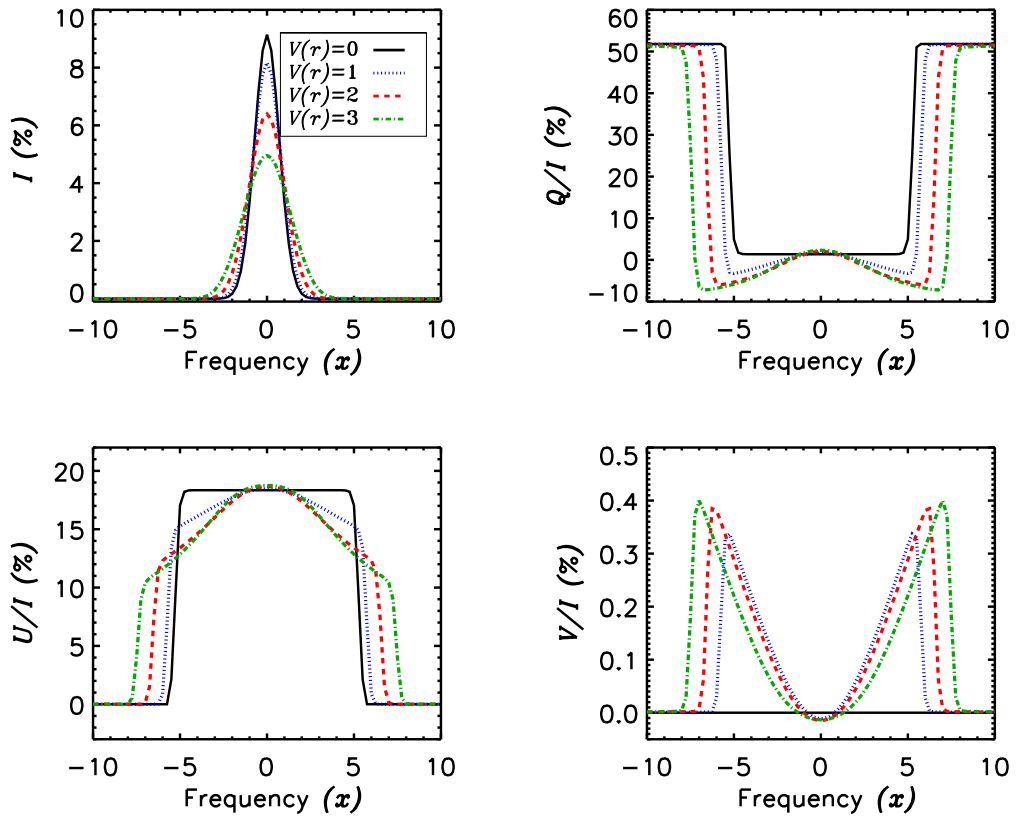 I (%)
10
8
6
4
2
0
-10 -5 0 5 10
Frequency (x)
V(r)=0
V(r)=1
V(r)=2
V(r)=3
Q/I (%)
60
50
40
30
20
10
0
-10
-10 -5 0 5 10
Frequency (x)
U/I (%)
20
15
10
5
0
-10 -5 0 5 10
Frequency (x)
V/I (%)
0.5
0.4
0.3
0.2
0.1
0.0
-10 -5 0 5 10
Frequency (x)